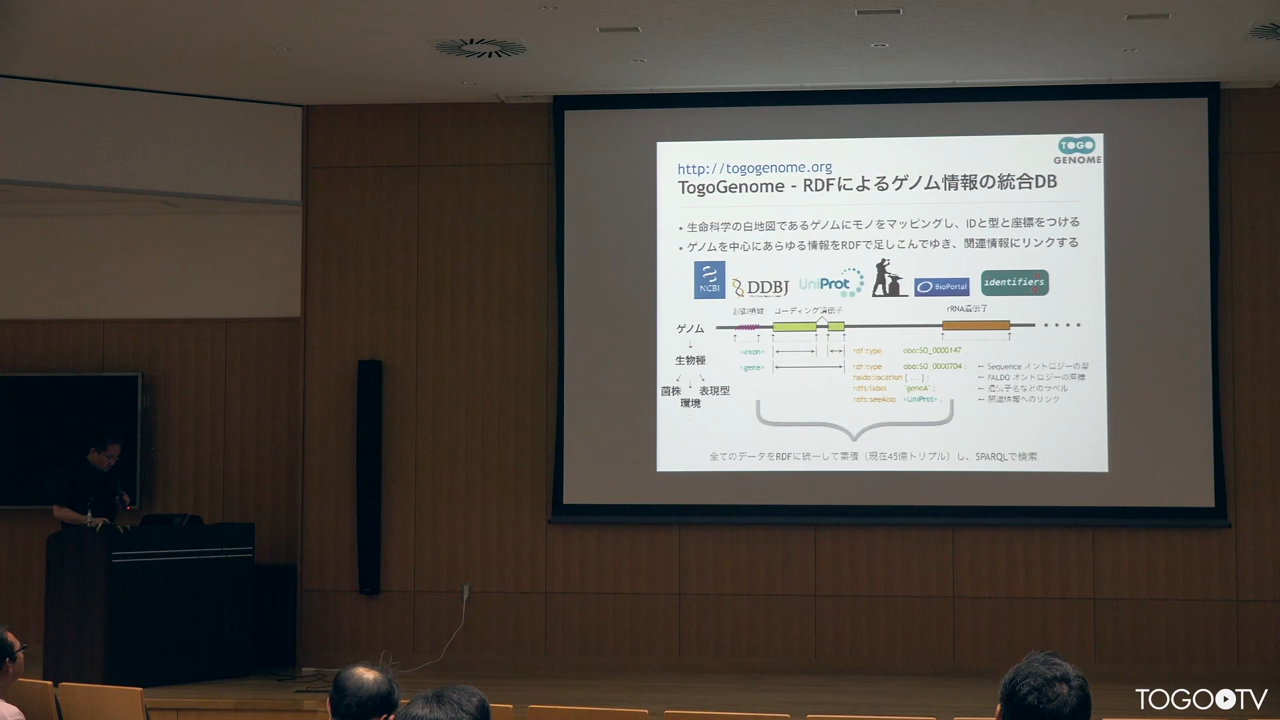 TOGO
GENOME
http://togogenome.org
TogoGenome - RDFによるゲノム情報の統合DB
• 生命科学の白地図であるゲノムにモノをマッピングし、IDと型と座標をつける
• ゲノムを中心にあらゆる情報をRDFで足しこんでゆき、関連情報にリンクする
NCBI
DDBJ
UniProt
BioPortal
identifiers
制御領域 コーディング遺伝子 rRNA遺伝子
ゲノム
生物種
菌株 表現型
環境
<exon> rdf:type obo:SO_0000147 ;
<gene> rdf:type obo:SO_0000704 ; ← Sequence オントロジーの型
faldo:location [ ... ] ; ← FALDO オントロジーの座標
rdfs:label "geneA" ; ← 遺伝子名などのラベル
rdfs:seeAlso <UniProt> ; ← 関連情報へのリンク
全てのデータをRDFに統一して蓄積（現在45億トリプル）し、SPARQLで検索
TOGO TV